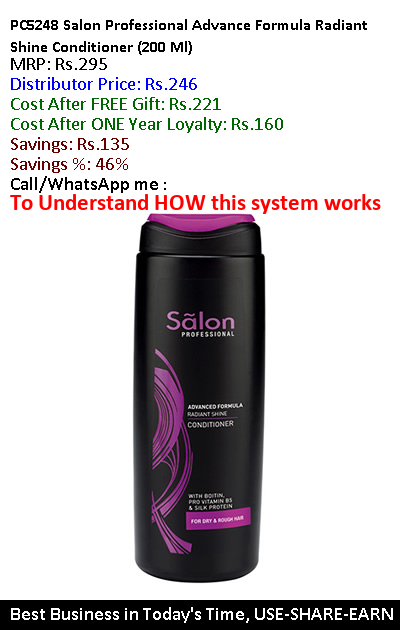 PC5248 Salon Professional Advance Formula Radiant
Shine Conditioner (200 Ml)
MRP: Rs.295
Distributor Price: Rs.246
Cost After FREE Gift: Rs.221
Cost After ONE Year Loyalty: Rs.160
Savings: Rs.135
Savings %: 46%
Call/WhatsApp me :
To Understand HOW this system works
Sãlon
PROFESSIONAL
ADVANCED FORMULA
RADIANT SHINE
CONDITIONER
WITH BOITIN,
PRO VITAMIN B5
& SILK PROTEIN
FOR DRY & ROUGH HAIR
Best Business in Today's Time, USE-SHARE-EARN